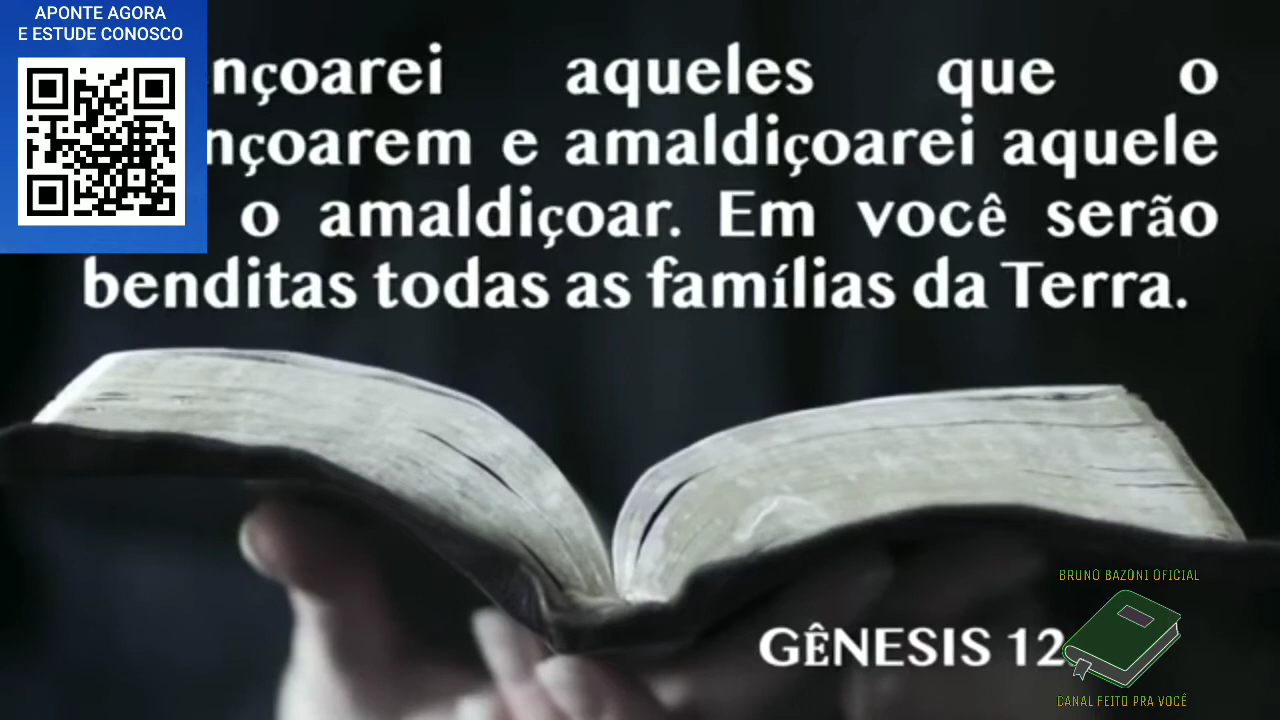 APONTE AGORA
E ESTUDE CONOSCO
nçoarei aqueles que o
nçoarem e amaldiçoarei aquele
o amaldiçoar. Em você serão
benditas todas as famílias da Terra.
BRUNO BAZONI OFICIAL
GÊNESIS 12
CANAL FEITO PRA VOCÊ